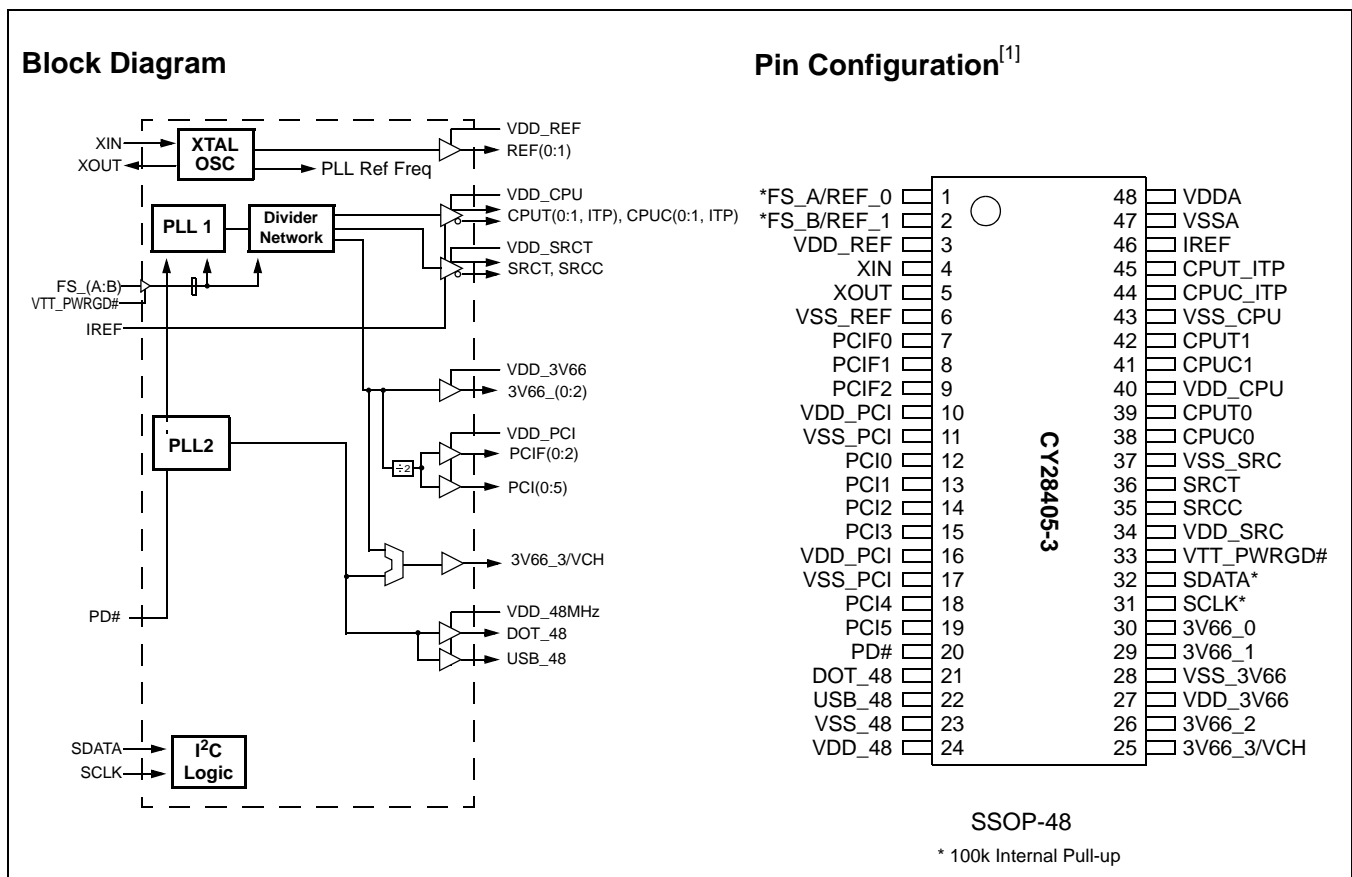 Block Diagram
XIN
XOUT
XTAL
OSC
PLL Ref Freq
VDD_REF
REF(0:1)
PLL 1
Divider
Network
VDD_CPU
CPUT(0:1, ITP), CPUC(0:1, ITP)
VDD_SRCT
SRCT, SRCC
FS_(A:B)
VTT_PWRGD#
IREF
VDD_3V66
3V66_(0:2)
PLL2
VDD_PCI
PCIF(0:2)
÷2
PCI(0:5)
3V66_3/VCH
PD#
VDD_48MHz
DOT_48
USB_48
SDATA
SCLK
I2C
Logic
Pin Configuration[1]
*FS_A/REF_0 1
*FS_B/REF_1 2
VDD_REF 3
XIN 4
XOUT 5
VSS_REF 6
PCIF0 7
PCIF1 8
PCIF2 9
VDD_PCI 10
VSS_PCI 11
PCI0 12
PCI1 13
PCI2 14
PCI3 15
VDD_PCI 16
VSS_PCI 17
PCI4 18
PCI5 19
PD# 20
DOT_48 21
USB_48 22
VSS_48 23
VDD_48 24
CY28405-3
48 VDDA
47 VSSA
46 IREF
45 CPUT_ITP
44 CPUC_ITP
43 VSS_CPU
42 CPUT1
41 CPUC1
40 VDD_CPU
39 CPUT0
38 CPUC0
37 VSS_SRC
36 SRCT
35 SRCC
34 VDD_SRC
33 VTT_PWRGD#
32 SDATA*
31 SCLK*
30 3V66_0
29 3V66_1
28 VSS_3V66
27 VDD_3V66
26 3V66_2
25 3V66_3/VCH
SSOP-48
* 100k Internal Pull-up